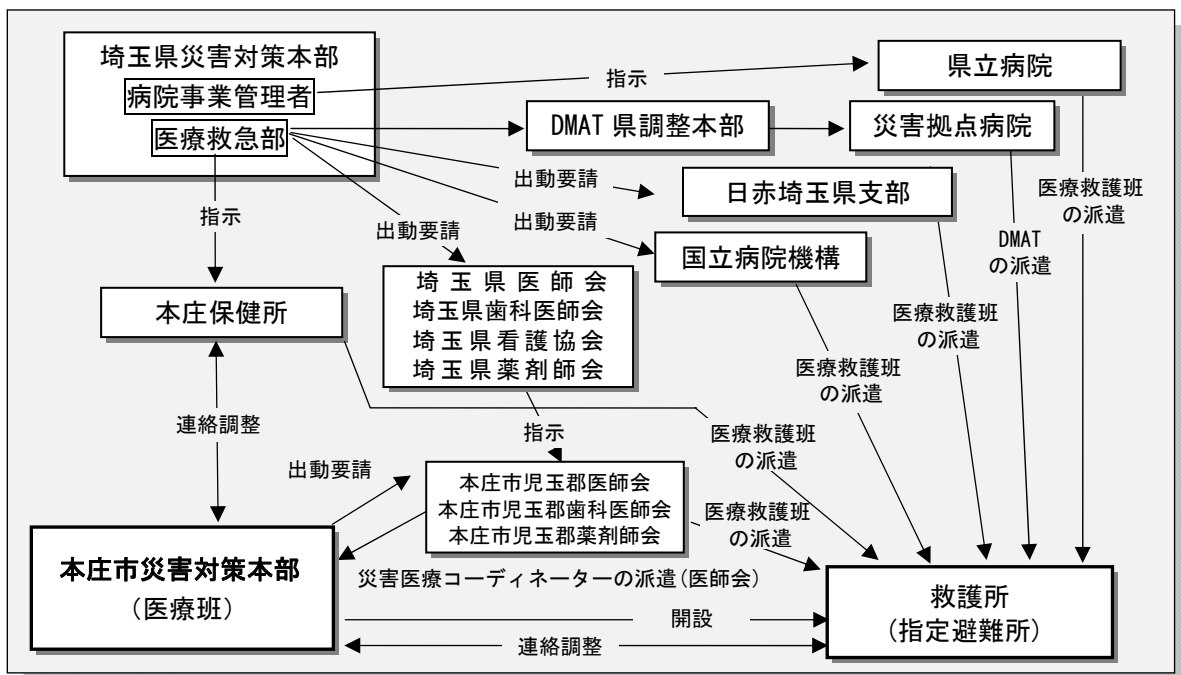 埼玉県災害対策本部
病院事業管理者
医療救急部
指示
県立病院
DMAT 県調整本部
災害拠点病院
出動要請
日赤埼玉県支部
医療救護班
の派遣
指示
出動要請
出動要請
国立病院機構
DMAT
の派遣
本庄保健所
埼玉県医師会
埼玉県歯科医師会
埼玉県看護協会
埼玉県薬剤師会
医療救護班
の派遣
医療救護班
の派遣
連絡調整
指示
医療救護班
の派遣
出動要請
本庄市児玉郡医師会
本庄市児玉郡歯科医師会
本庄市児玉郡薬剤師会
医療救護班
の派遣
本庄市災害対策本部
(医療班)
災害医療コーディネーターの派遣(医師会)
救護所
(指定避難所)
開設
連絡調整